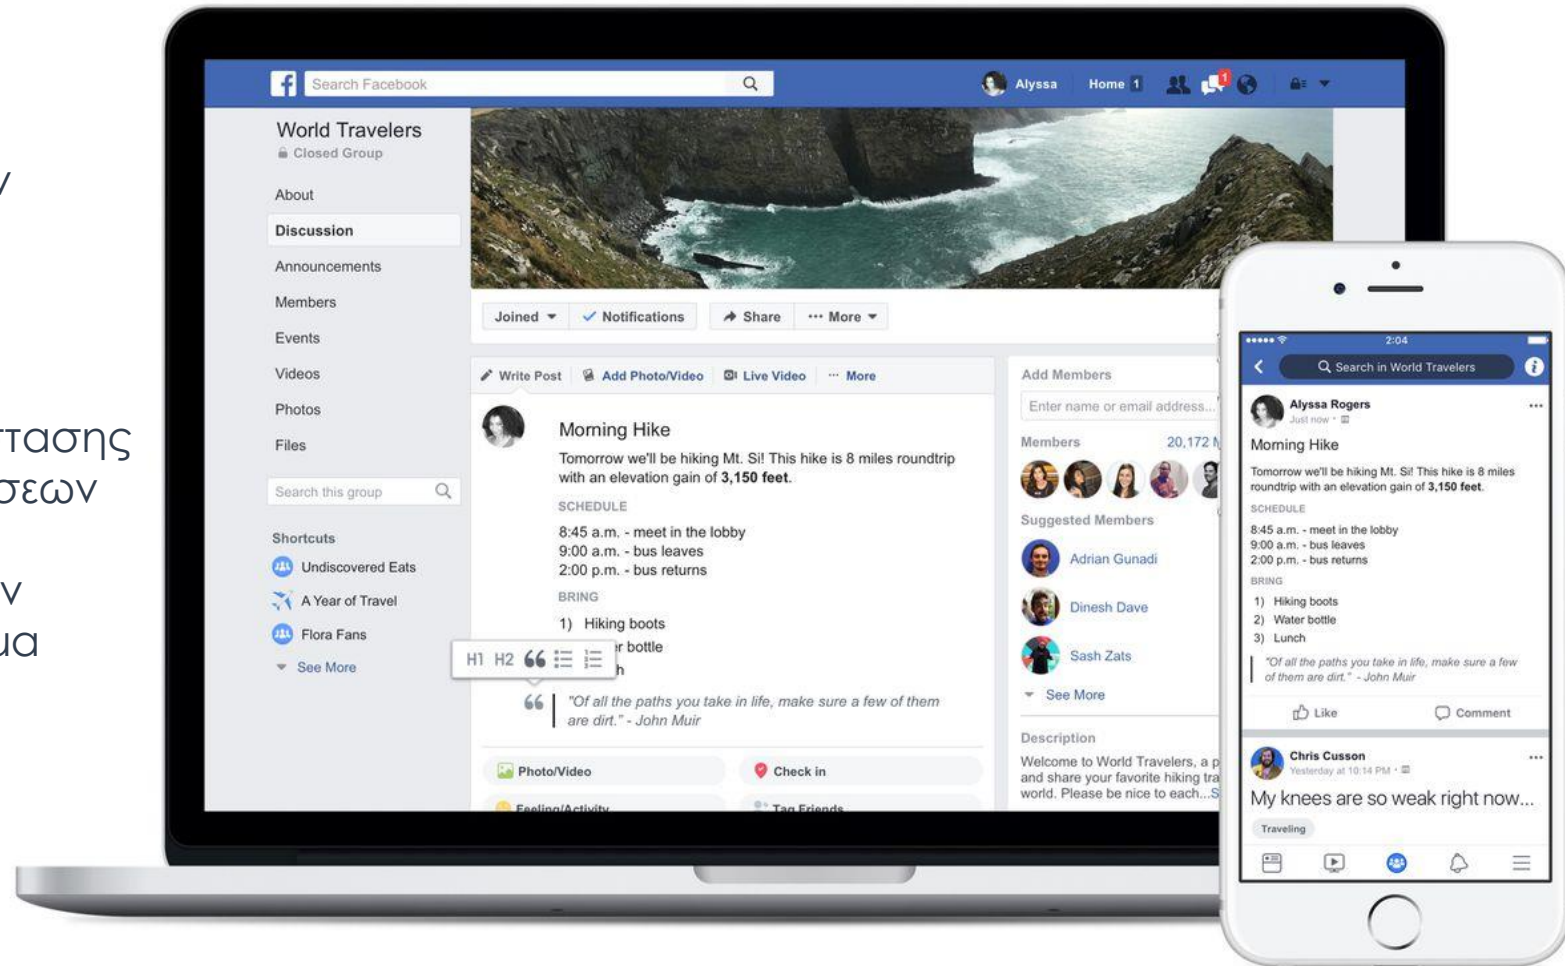 Search Facebook
Alyssa
Home 1
1
World Travelers
Closed Group
About
Discussion
Announcements
Members
Events
Videos
Photos
Files
Search this group
Shortcuts
Undiscovered Eats
A Year of Travel
Flora Fans
See More
Joined
Notifications
Share
More
Write Post
Add Photo/Video
Live Video
More
Morning Hike
Tomorrow we'll be hiking Mt. Si! This hike is 8 miles roundtrip
with an elevation gain of 3,150 feet.
SCHEDULE
8:45 a.m. - meet in the lobby
9:00 a.m. - bus leaves
2:00 p.m. - bus returns
BRING
1) Hiking boots
bottle
H1 H2
"Of all the paths you take in life, make sure a few of them
are dirt." - John Muir
Photo/Video
Check in
Feeling/Activity
Tag Friends
Add Members
Enter name or email address...
Members
20,172
Suggested Members
Adrian Gunadi
Dinesh Dave
Sash Zats
See More
Description
Welcome to World Travelers, a
and share your favorite hiking
world. Please be nice to each...
2:04
Search in World Travelers
Alyssa Rogers
Just now
Morning Hike
Tomorrow we'll be hiking Mt. Si! This hike is 8 miles
roundtrip with an elevation gain of 3,150 feet.
SCHEDULE
8:45 a.m. - meet in the lobby
9:00 a.m. - bus leaves
2:00 p.m. - bus returns
BRING
1) Hiking boots
2) Water bottle
3) Lunch
"Of all the paths you take in life, make sure a few
of them are dirt." - John Muir
Like
Comment
Chris Cusson
Yesterday at 10:14 PM
My knees are so weak right now...
Traveling